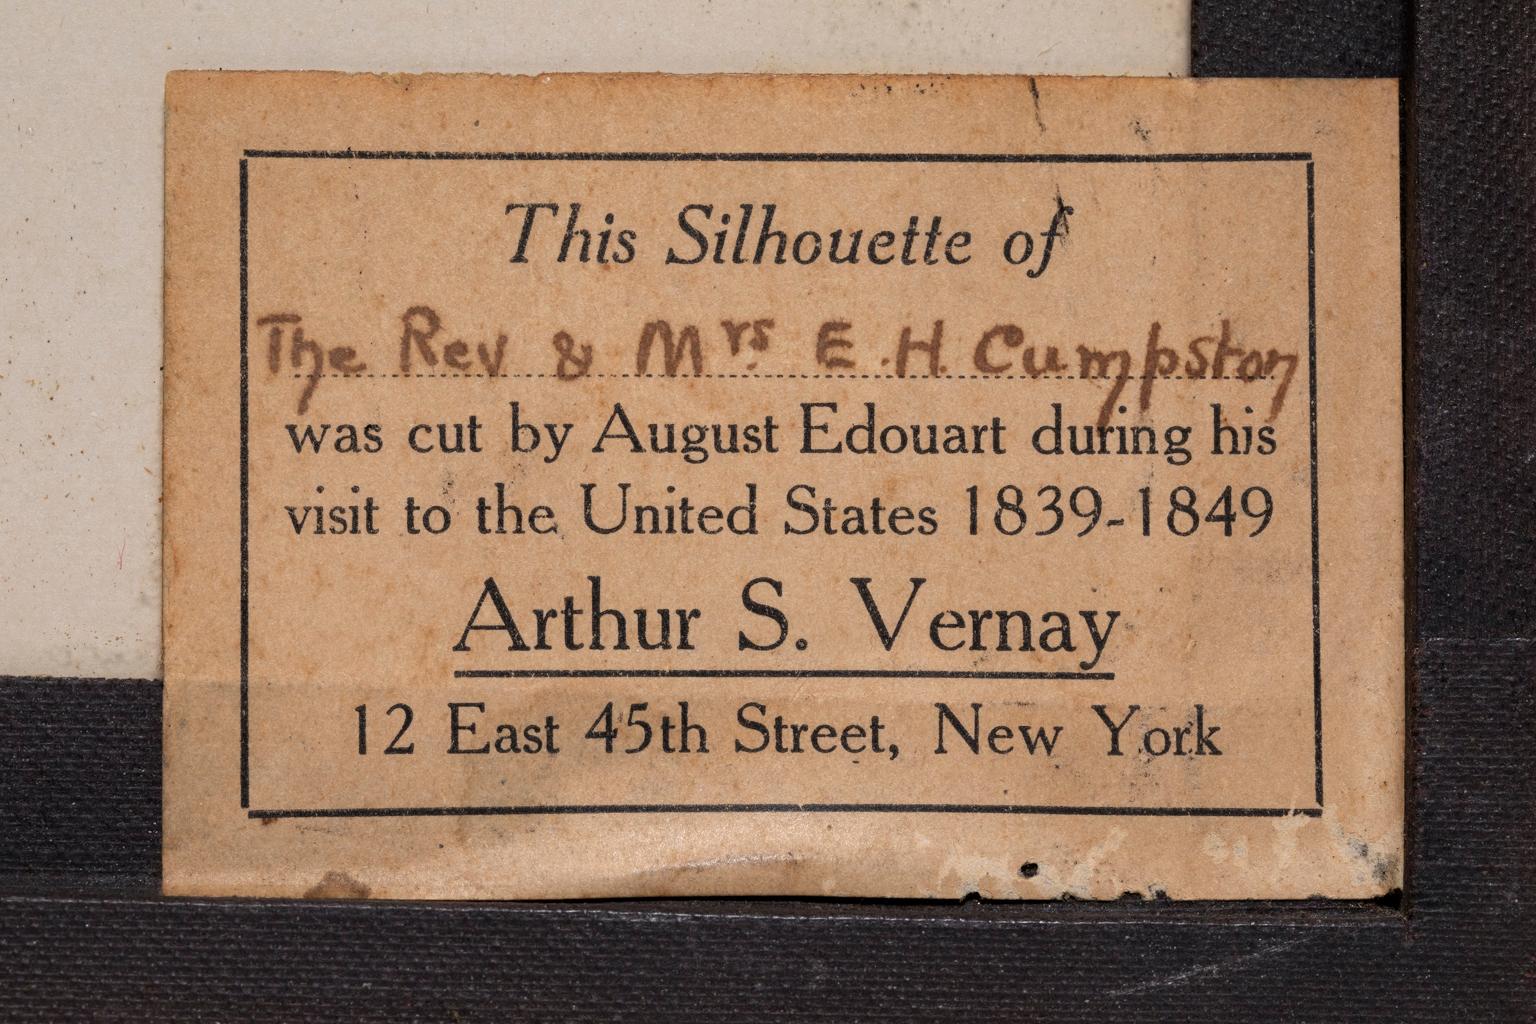 This Silhouette of
The Rev & Mrs. E. H. Cumpston
was cut by August Edouart during his
visit to the United States 1839-1849
Arthur S. Vernay
12 East 45th Street, New York